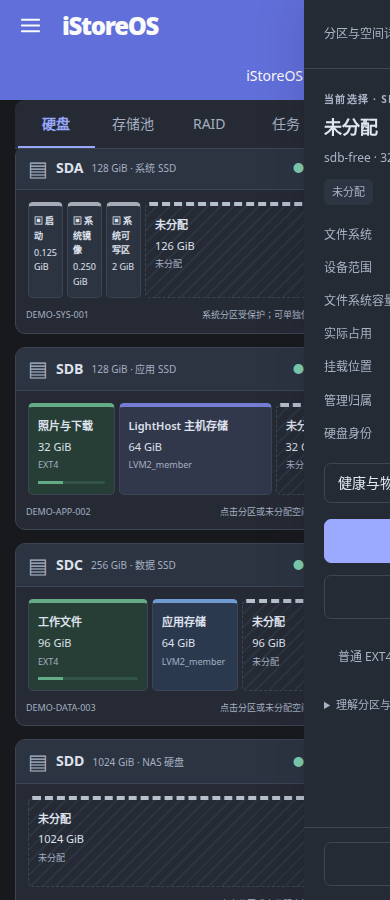 iStoreOS
iStoreOS
硬盘 存储池 RAID 任务
SDA 128 GiB · 系统 SSD
启动
0.125 GiB
系统镜像
0.250 GiB
系统可写区
2 GiB
未分配
126 GiB
未分配
DEMO-SYS-001 系统分区受保护；可单独
SDB 128 GiB · 应用 SSD
照片与下载
32 GiB
EXT4
LightHost 主机存储
64 GiB
LVM2_member
未分
32 G
未分
DEMO-APP-002 点击分区或未分配空
SDC 256 GiB · 数据 SSD
工作文件
96 GiB
EXT4
应用存储
64 GiB
LVM2_member
未分配
96 GiB
未分配
DEMO-DATA-003 点击分区或未分配空
SDD 1024 GiB · NAS 硬盘
未分配
1024 GiB
未分配
分区与空间详
当前选择 · S
未分配
sdb-free · 32
未分配
文件系统
设备范围
文件系统容量
实际占用
挂载位置
管理归属
硬盘身份
健康与物
普通 EXT4
理解分区与